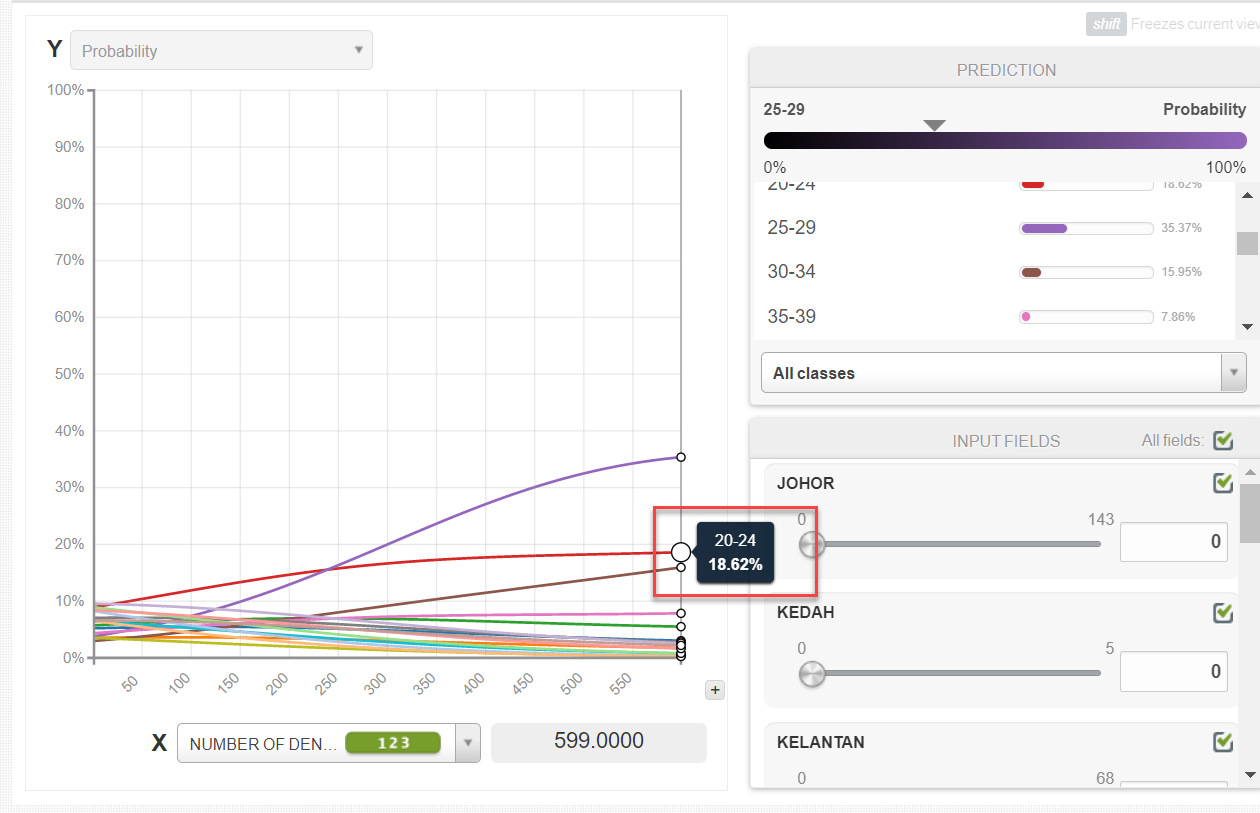 shift Freezes current view
Y Probability
100%
90%
80%
70%
60%
50%
40%
30%
20%
10%
0%
50 100 150 200 250 300 350 400 450 500 550
+
X NUMBER OF DEN... 123 599.0000
20-24
18.62%
PREDICTION
25-29 Probability
0% 100%
20-24 18.62%
25-29 35.37%
30-34 15.95%
35-39 7.86%
All classes
INPUT FIELDS All fields:
JOHOR
0 143 0
KEDAH
0 5 0
KELANTAN
0 68